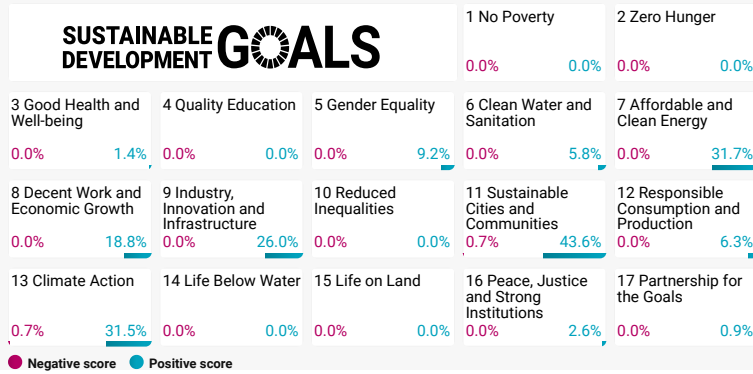 SUSTAINABLE
DEVELOPMENT
GOALS
1 No Poverty
0.0% 0.0%
2 Zero Hunger
0.0% 0.0%
3 Good Health and
Well-being
0.0% 1.4%
4 Quality Education
0.0% 0.0%
5 Gender Equality
0.0% 9.2%
6 Clean Water and
Sanitation
0.0% 5.8%
7 Affordable and
Clean Energy
0.0% 31.7%
8 Decent Work and
Economic Growth
0.0% 18.8%
9 Industry,
Innovation and
Infrastructure
0.0% 26.0%
10 Reduced
Inequalities
0.0% 0.0%
11 Sustainable
Cities and
Communities
0.7% 43.6%
12 Responsible
Consumption and
Production
0.0% 6.3%
13 Climate Action
0.7% 31.5%
14 Life Below Water
0.0% 0.0%
15 Life on Land
0.0% 0.0%
16 Peace, Justice
and Strong
Institutions
0.0% 2.6%
17 Partnership for
the Goals
0.0% 0.9%
Negative score Positive score